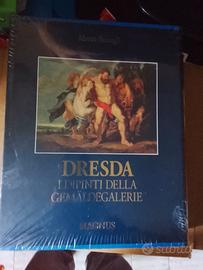 DRESDA
I DIPINTI DELLA
GEMÄLDEGALERIE
MAGNUS
subito